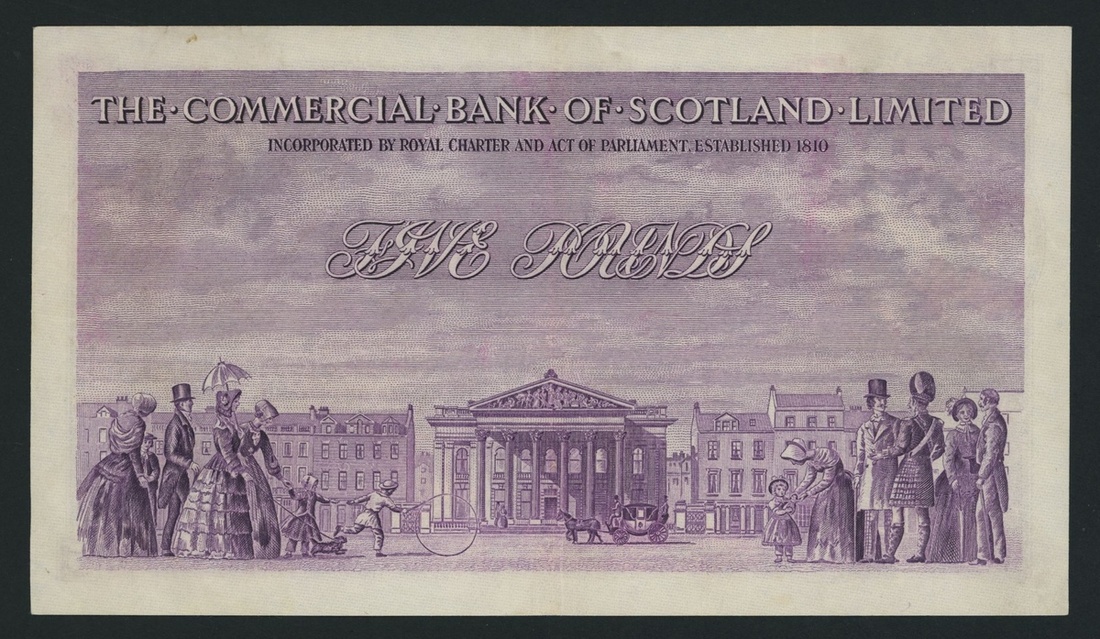 THE·COMMERCIAL·BANK·OF·SCOTLAND·LIMITED
INCORPORATED BY ROYAL CHARTER AND ACT OF PARLIAMENT. ESTABLISHED 1810
FIVE POUNDS